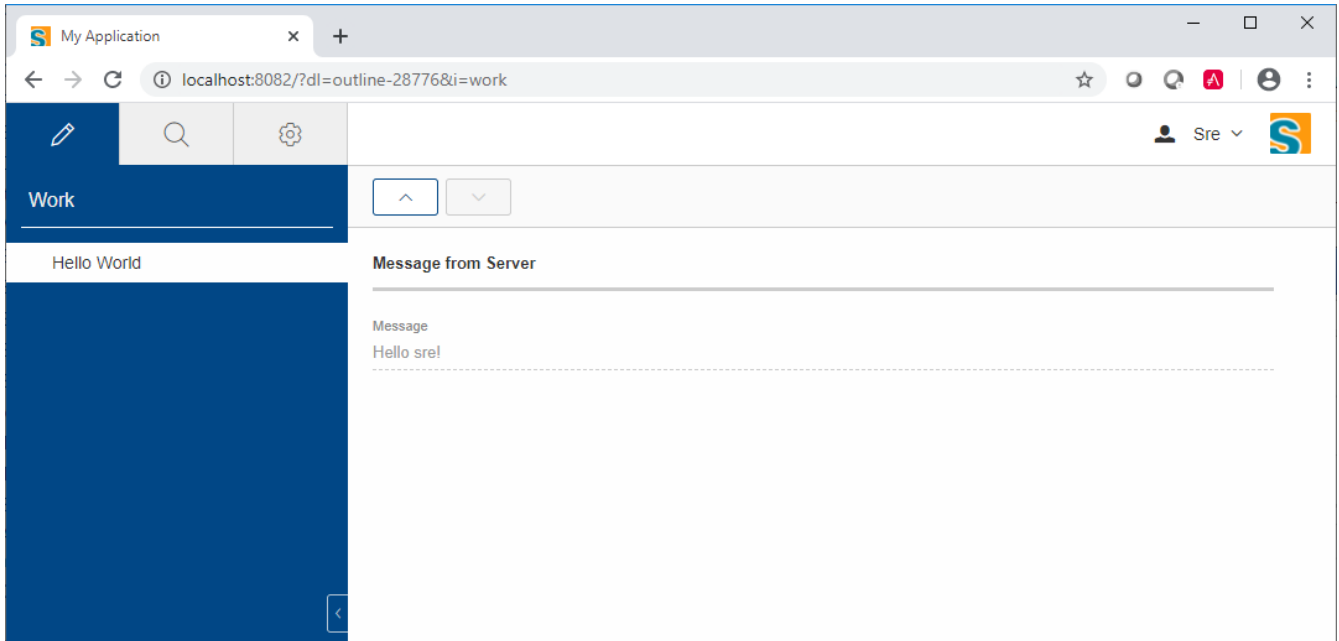 My Application
localhost:8082/?dl=outline-28776&i=work
Sre
Work
Hello World
Message from Server
Message
Hello sre!